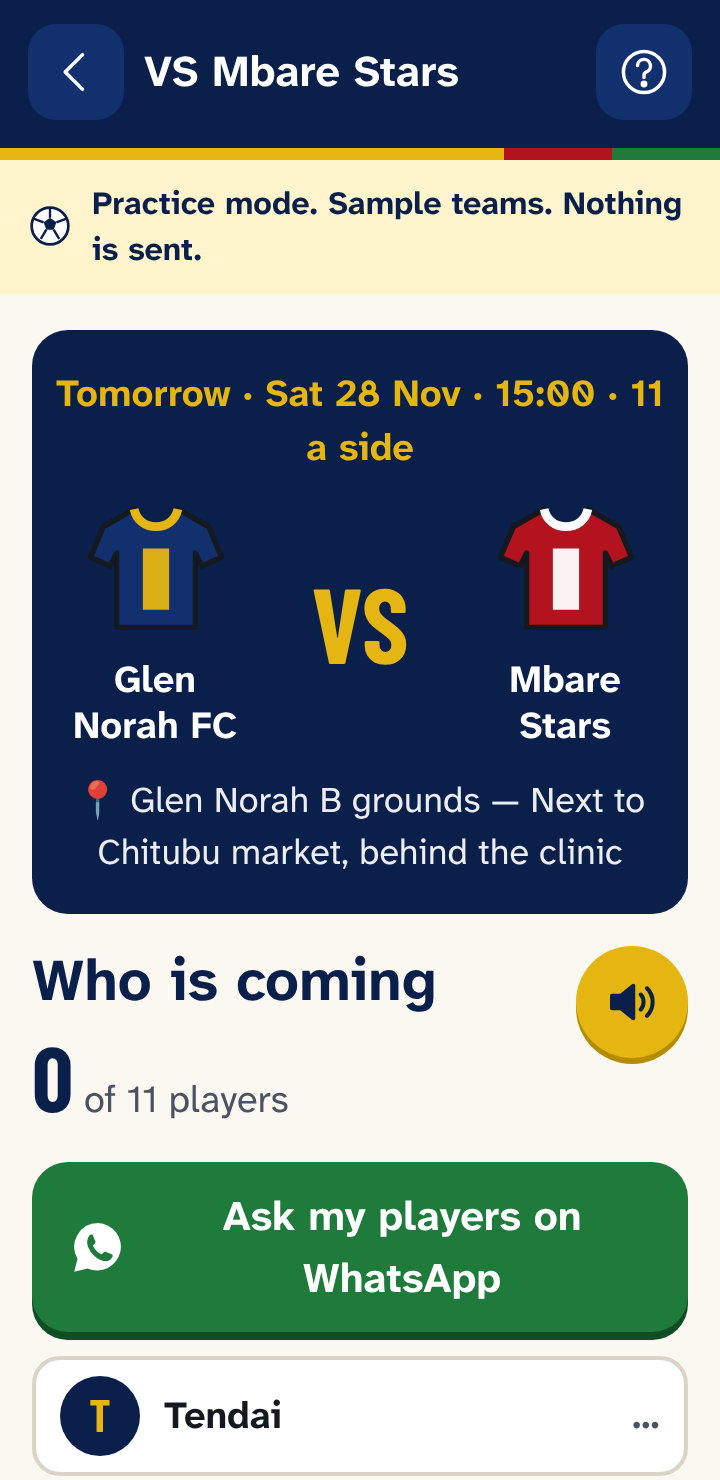 VS Mbare Stars
Practice mode. Sample teams. Nothing
is sent.
Tomorrow · Sat 28 Nov · 15:00 · 11
a side
Glen
Norah FC
VS
Mbare
Stars
📍 Glen Norah B grounds — Next to
Chitubu market, behind the clinic
Who is coming
0 of 11 players
Ask my players on
WhatsApp
T Tendai ...